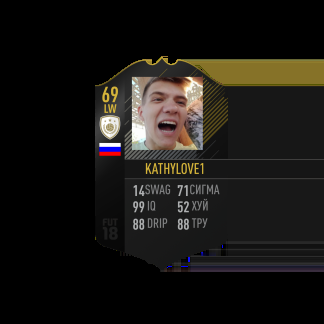 69
LW
KATHYLOVE1
14 SWAG 71 СИГМА
99 IQ 52 ХУЙ
88 DRIP 88 ТРУ
FUT
18